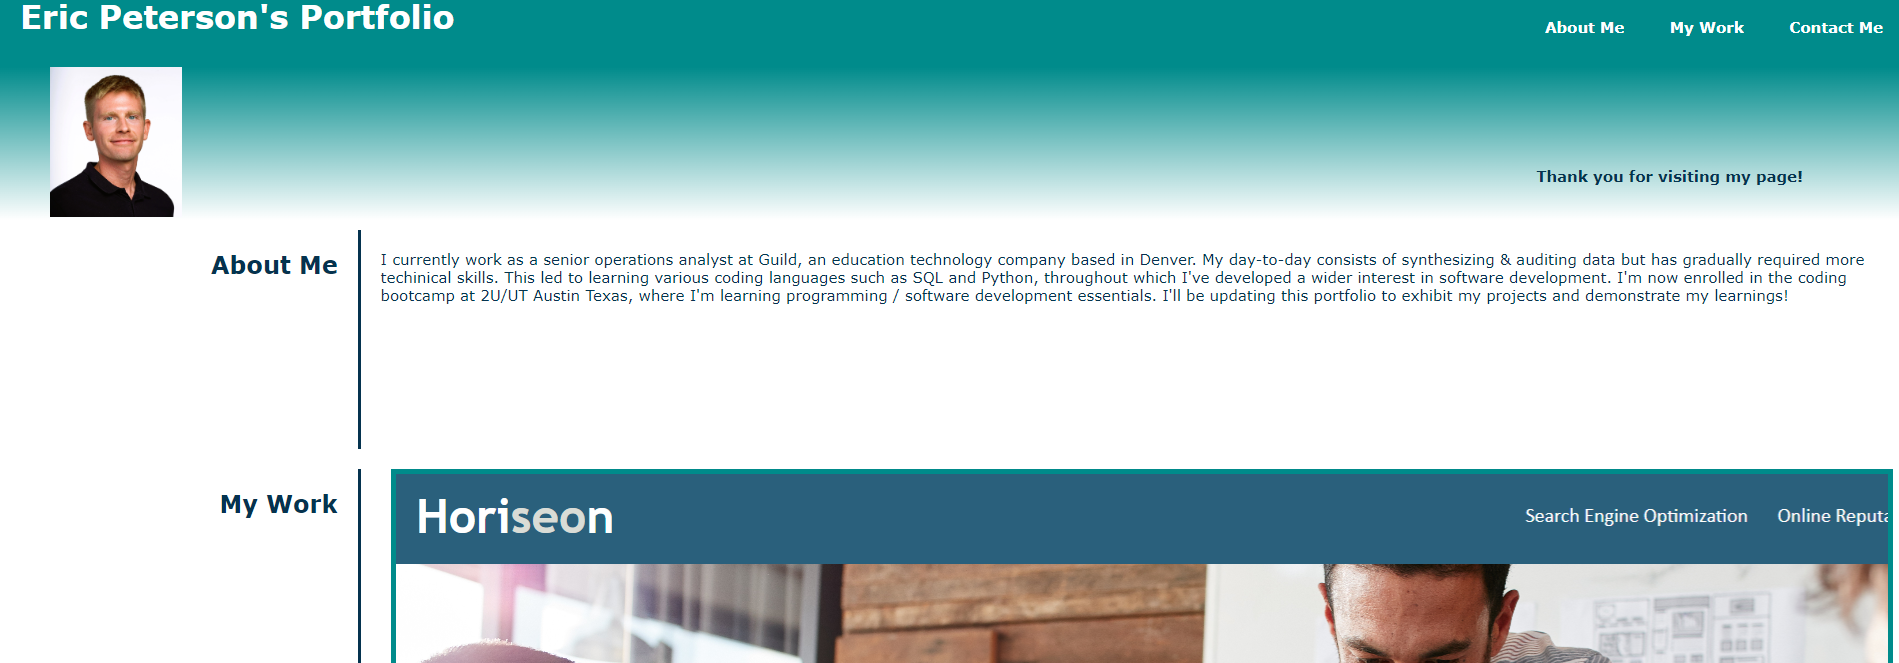 Eric Peterson's Portfolio
About Me My Work Contact Me
Thank you for visiting my page!
About Me
I currently work as a senior operations analyst at Guild, an education technology company based in Denver. My day-to-day consists of synthesizing & auditing data but has gradually required more
techinical skills. This led to learning various coding languages such as SQL and Python, throughout which I've developed a wider interest in software development. I'm now enrolled in the coding
bootcamp at 2U/UT Austin Texas, where I'm learning programming / software development essentials. I'll be updating this portfolio to exhibit my projects and demonstrate my learnings!
My Work
Horiseon
Search Engine Optimization Online Reputa